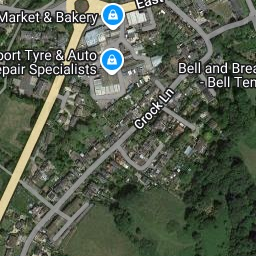 Market & Bakery
East
port Tyre & Auto
epair Specialists
Crock Ln
Bell and Brea
- Bell Ten